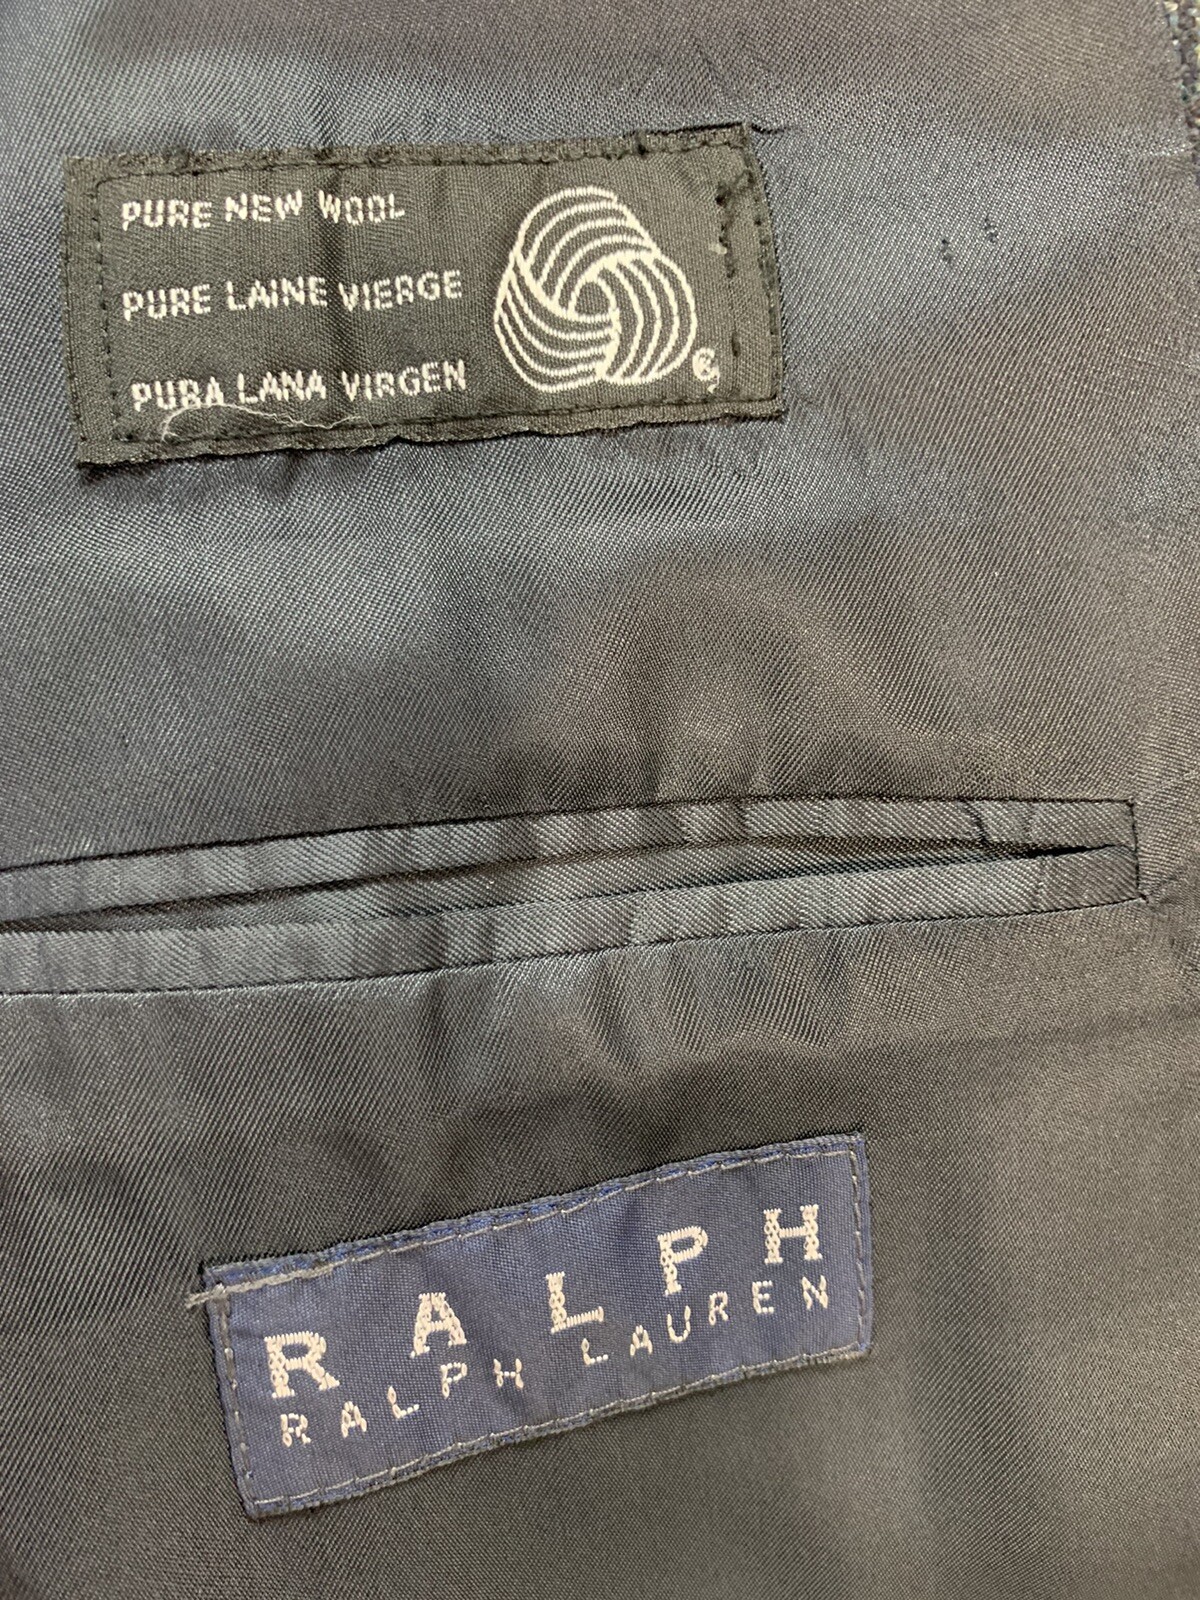 PURE NEW WOOL
PURE LAINE VIERGE
PURA LANA VIRGEN
RALPH
RALPH LAUREN